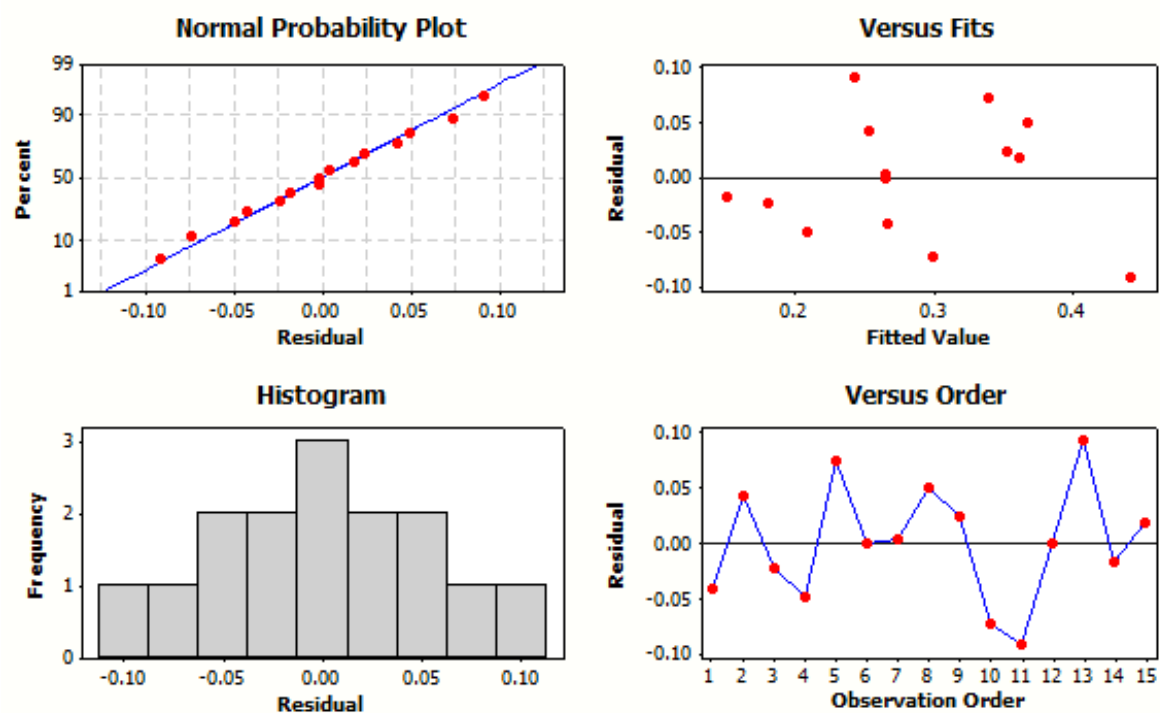 Normal Probability Plot
99
90
50
10
1
Percent
-0.10 -0.05 0.00 0.05 0.10
Residual
Versus Fits
0.10
0.05
0.00
-0.05
-0.10
Residual
0.2 0.3 0.4
Fitted Value
Histogram
3
2
1
0
Frequency
-0.10 -0.05 0.00 0.05 0.10
Residual
Versus Order
0.10
0.05
0.00
-0.05
-0.10
Residual
1 2 3 4 5 6 7 8 9 10 11 12 13 14 15
Observation Order